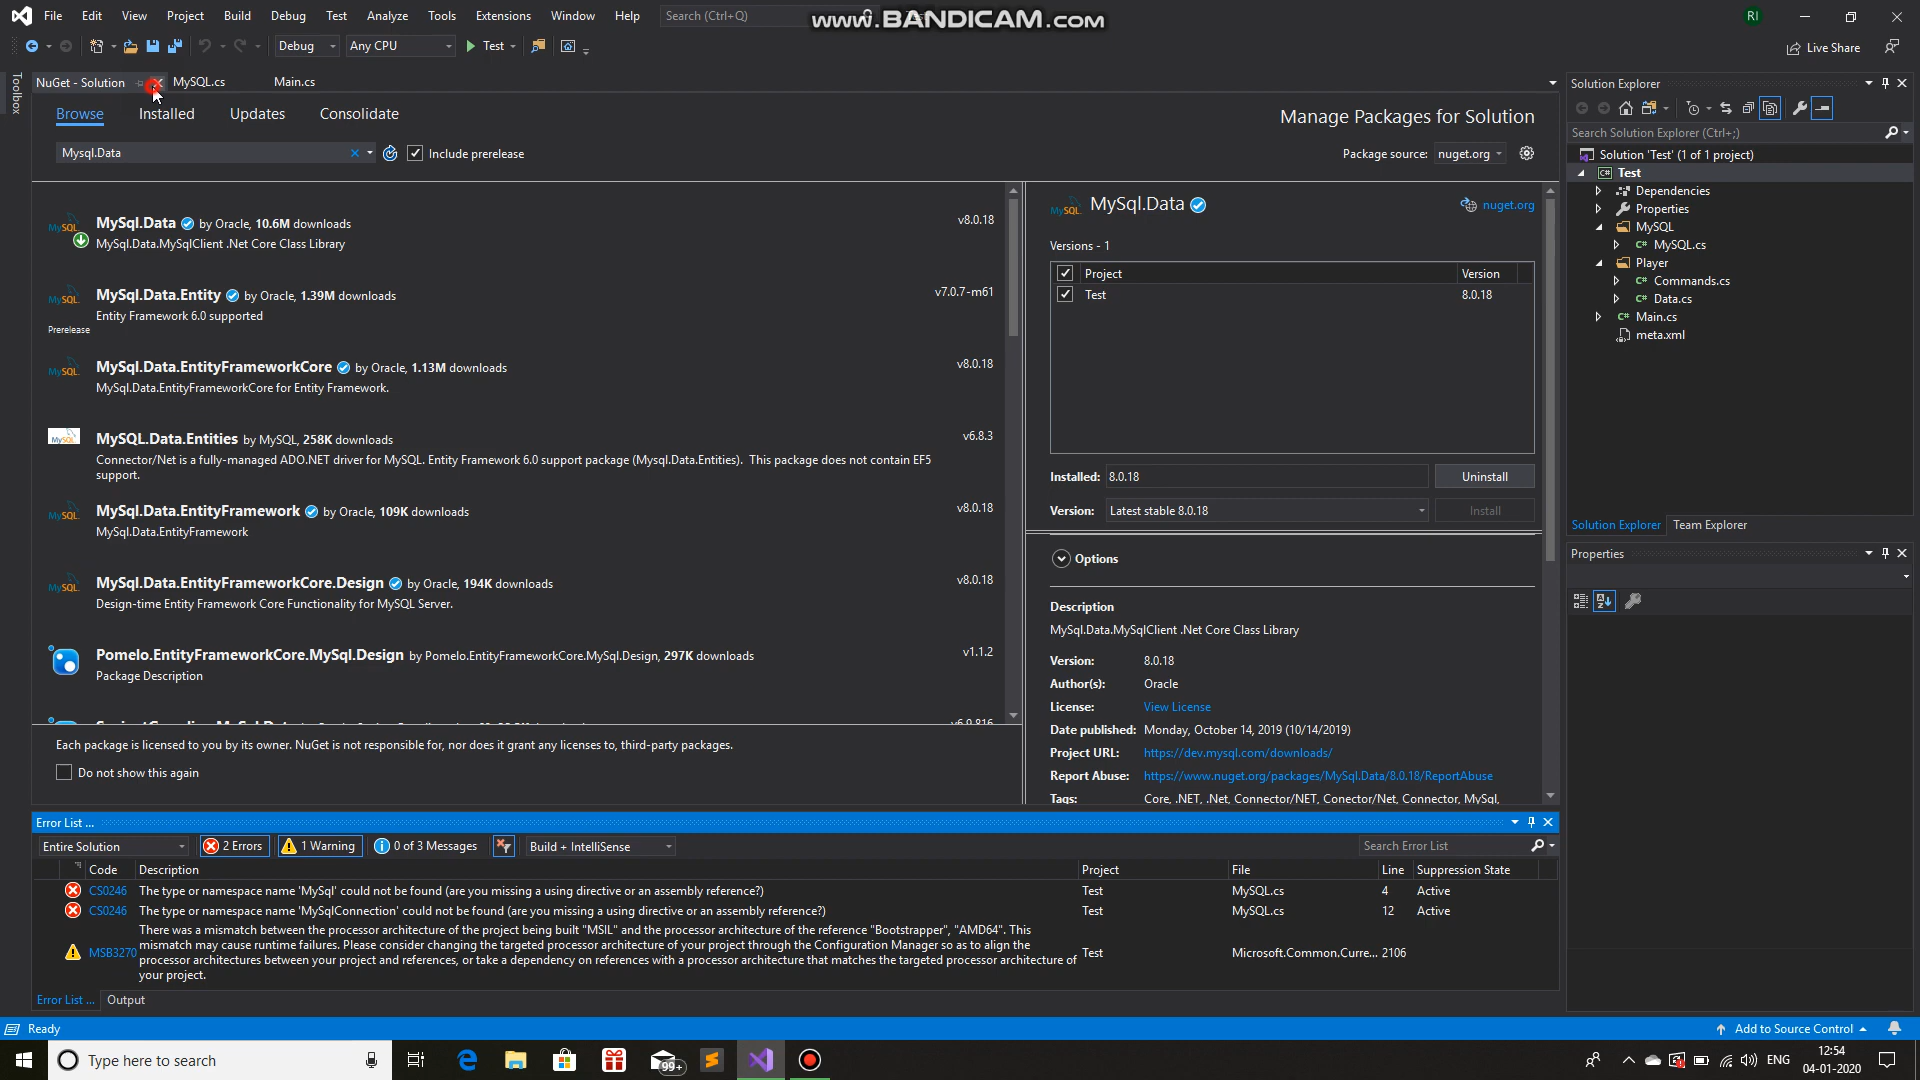 File Edit View Project Build Debug Test Analyze Tools Extensions Window Help Search (Ctrl+Q) www.BANDICAM.com RI
Debug Any CPU Test Live Share
Toolbox
NuGet - Solution MySQL.cs Main.cs
Browse Installed Updates Consolidate Manage Packages for Solution
Mysql.Data Include prerelease Package source: nuget.org
MySql.Data by Oracle, 10.6M downloads v8.0.18
MySql.Data.MySqlClient .Net Core Class Library
MySql.Data.Entity by Oracle, 1.39M downloads v7.0.7-m61
Entity Framework 6.0 supported
Prerelease
MySql.Data.EntityFrameworkCore by Oracle, 1.13M downloads v8.0.18
MySql.Data.EntityFrameworkCore for Entity Framework.
MySQL.Data.Entities by MySQL, 258K downloads v6.8.3
Connector/Net is a fully-managed ADO.NET driver for MySQL. Entity Framework 6.0 support package (Mysql.Data.Entities). This package does not contain EF5
support.
MySql.Data.EntityFramework by Oracle, 109K downloads v8.0.18
MySql.Data.EntityFramework
MySql.Data.EntityFrameworkCore.Design by Oracle, 194K downloads v8.0.18
Design-time Entity Framework Core Functionality for MySQL Server.
Pomelo.EntityFrameworkCore.MySql.Design by Pomelo.EntityFrameworkCore.MySql.Design, 297K downloads v1.1.2
Package Description
Each package is licensed to you by its owner. NuGet is not responsible for, nor does it grant any licenses to, third-party packages.
Do not show this again
MySQL MySql.Data nuget.org
Versions - 1
Project Version
Test 8.0.18
Installed: 8.0.18 Uninstall
Version: Latest stable 8.0.18 Install
Options
Description
MySql.Data.MySqlClient .Net Core Class Library
Version: 8.0.18
Author(s): Oracle
License: View License
Date published: Monday, October 14, 2019 (10/14/2019)
Project URL: https://dev.mysql.com/downloads/
Report Abuse: https://www.nuget.org/packages/MySql.Data/8.0.18/ReportAbuse
Tags: Core, .NET, .Net, Connector/NET, Conector/Net, Connector, MySql,
Solution Explorer
Search Solution Explorer (Ctrl+;)
Solution 'Test' (1 of 1 project)
Test
Dependencies
Properties
MySQL
MySQL.cs
Player
Commands.cs
Data.cs
Main.cs
meta.xml
Solution Explorer Team Explorer
Properties
Error List ...
Entire Solution 2 Errors 1 Warning 0 of 3 Messages Build + IntelliSense Search Error List
Code Description Project File Line Suppression State
CS0246 The type or namespace name 'MySql' could not be found (are you missing a using directive or an assembly reference?) Test MySQL.cs 4 Active
CS0246 The type or namespace name 'MySqlConnection' could not be found (are you missing a using directive or an assembly reference?) Test MySQL.cs 12 Active
There was a mismatch between the processor architecture of the project being built "MSIL" and the processor architecture of the reference "Bootstrapper", "AMD64". This
mismatch may cause runtime failures. Please consider changing the targeted processor architecture of your project through the Configuration Manager so as to align the
MSB3270 processor architectures between your project and references, or take a dependency on references with a processor architecture that matches the targeted processor architecture of Test Microsoft.Common.Curre... 2106
your project.
Error List ... Output
Ready Add to Source Control
Type here to search 99+ ENG 12:54
04-01-2020